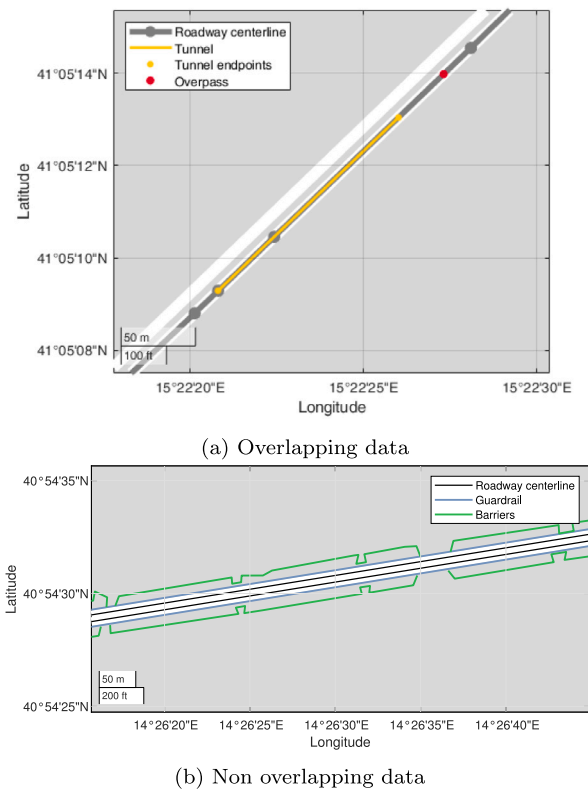 Roadway centerline
Tunnel
Tunnel endpoints
Overpass
41°05'14"N
41°05'12"N
41°05'10"N
41°05'08"N
Latitude
50 m
100 ft
15°22'20"E 15°22'25"E 15°22'30"E
Longitude
(a) Overlapping data
40°54'35"N
40°54'30"N
40°54'25"N
Latitude
Roadway centerline
Guardrail
Barriers
50 m
200 ft
14°26'20"E 14°26'25"E 14°26'30"E 14°26'35"E 14°26'40"E
Longitude
(b) Non overlapping data